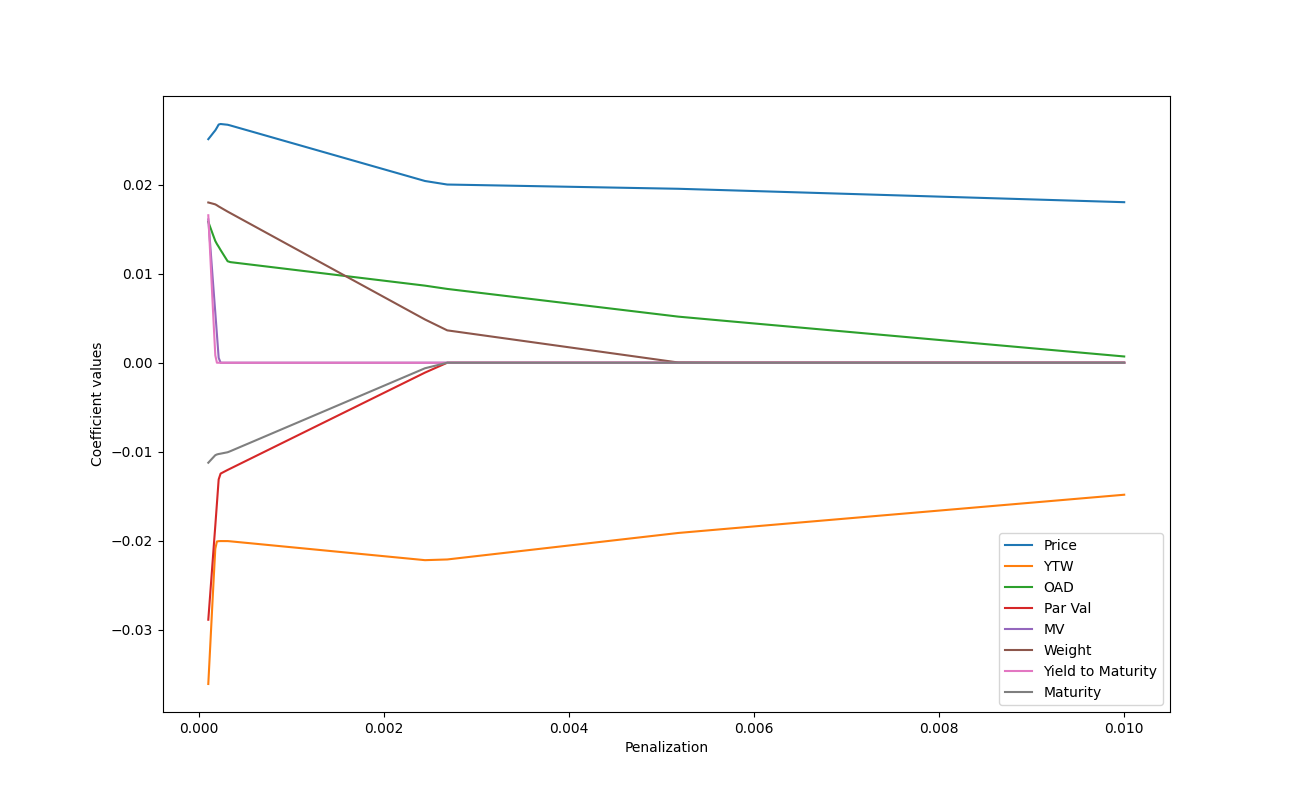 0.02
0.01
0.00
−0.01
−0.02
−0.03
Coefficient values
0.000 0.002 0.004 0.006 0.008 0.010
Penalization
Price
YTW
OAD
Par Val
MV
Weight
Yield to Maturity
Maturity